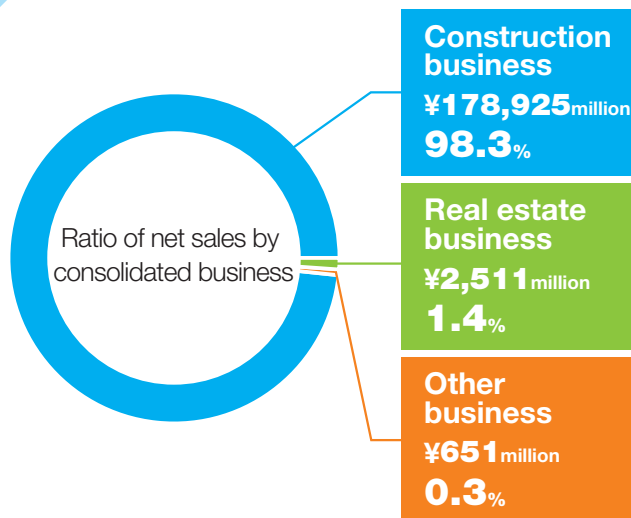 Ratio of net sales by
consolidated business
Construction
business
¥178,925million
98.3%
Real estate
business
¥2,511million
1.4%
Other
business
¥651million
0.3%